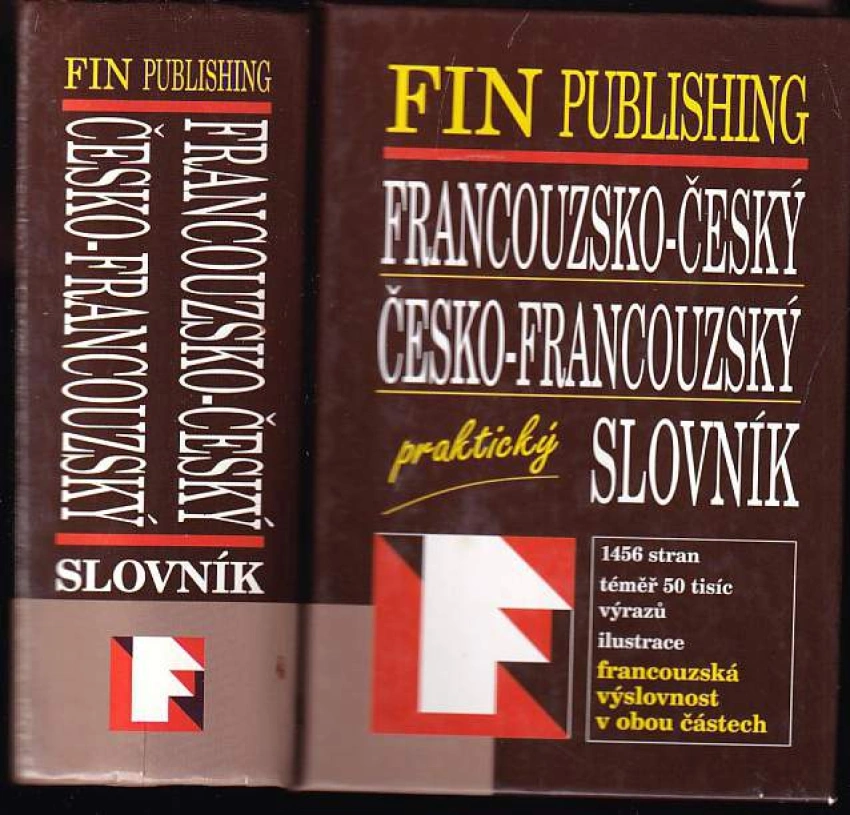 FIN PUBLISHING
FRANCOUZSKO-ČESKÝ
ČESKO-FRANCOUZSKÝ
SLOVNÍK
FIN PUBLISHING
FRANCOUZSKO-ČESKÝ
ČESKO-FRANCOUZSKÝ
praktický
SLOVNÍK
1456 stran
téměř 50 tisíc
výrazů
ilustrace
francouzská
výslovnost
v obou částech